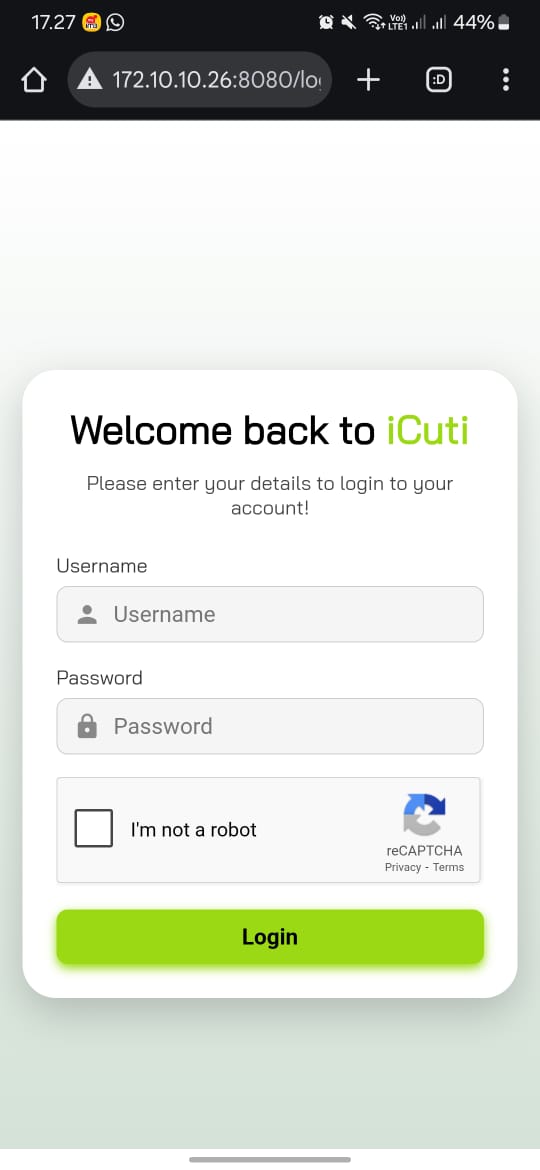 17.27
Vo))
LTE1
44%
172.10.10.26:8080/lo
:D
Welcome back to iCuti
Please enter your details to login to your
account!
Username
Username
Password
Password
I'm not a robot
reCAPTCHA
Privacy - Terms
Login